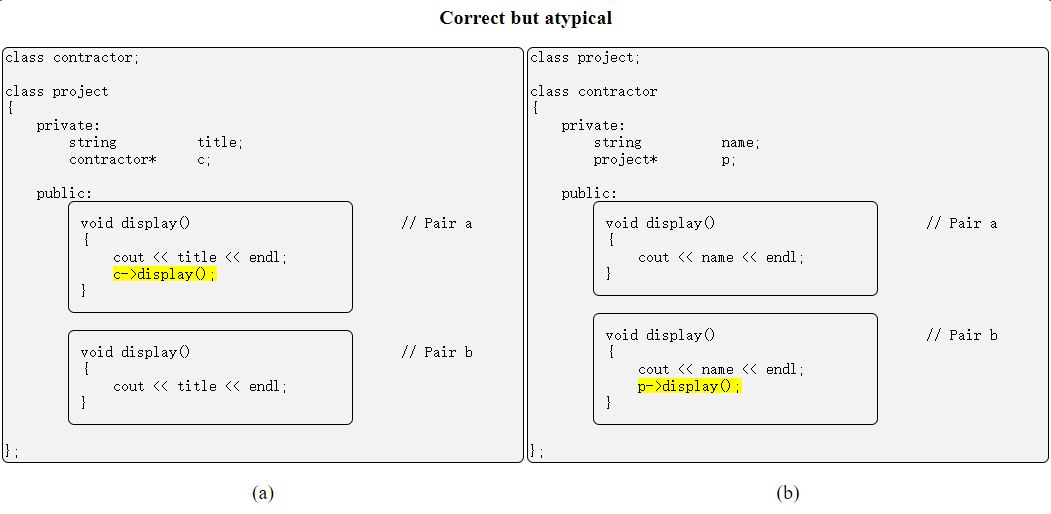 Correct but atypical
class contractor;
class project
{
    private:
        string          title;
        contractor*     c;
    public:
        void display()                          // Pair a
        {
            cout << title << endl;
            c->display();
        }
        void display()                          // Pair b
        {
            cout << title << endl;
        }
};
(a)
class project;
class contractor
{
    private:
        string          name;
        project*        p;
    public:
        void display()                          // Pair a
        {
            cout << name << endl;
        }
        void display()                          // Pair b
        {
            cout << name << endl;
            p->display();
        }
};
(b)